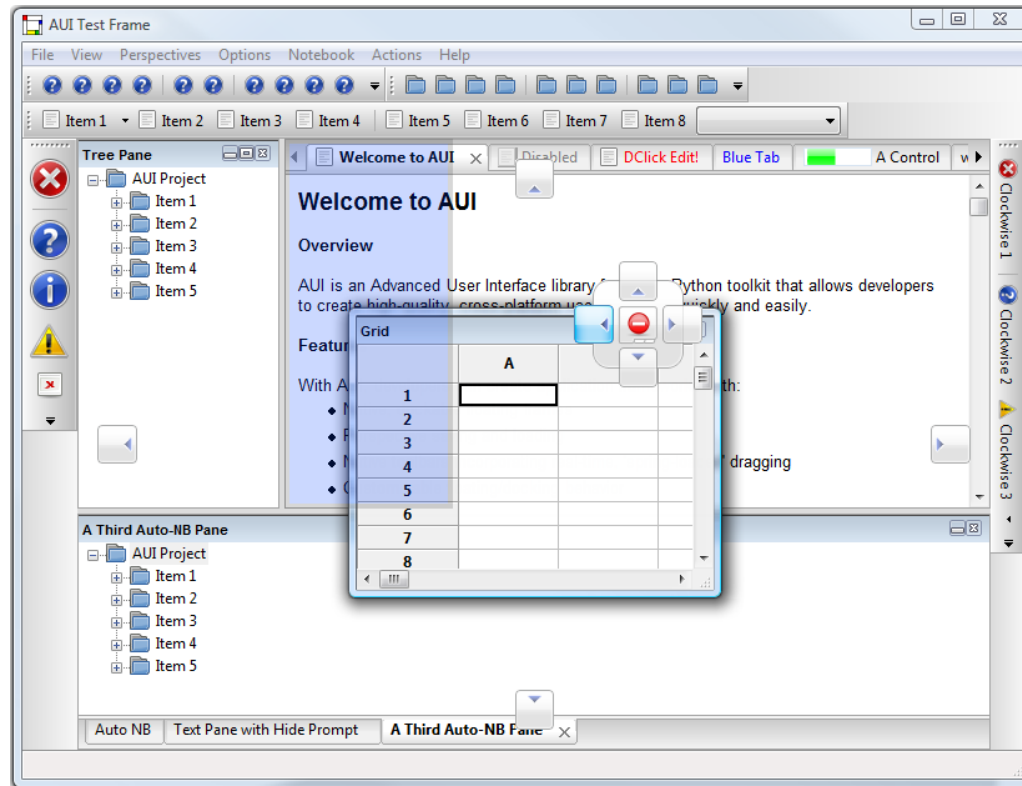 AUI Test Frame
File View Perspectives Options Notebook Actions Help
Item 1 Item 2 Item 3 Item 4 Item 5 Item 6 Item 7 Item 8
Tree Pane
AUI Project
Item 1
Item 2
Item 3
Item 4
Item 5
Welcome to AUI Disabled DClick Edit! Blue Tab A Control
Welcome to AUI
Overview
AUI is an Advanced User Interface library ython toolkit that allows developers
to create high-quality, cross-platform quickly and easily.
Grid
A
1
2
3
4
5
6
7
8
With
dragging
Clockwise 1
Clockwise 2
Clockwise 3
A Third Auto-NB Pane
AUI Project
Item 1
Item 2
Item 3
Item 4
Item 5
Auto NB Text Pane with Hide Prompt A Third Auto-NB Pane